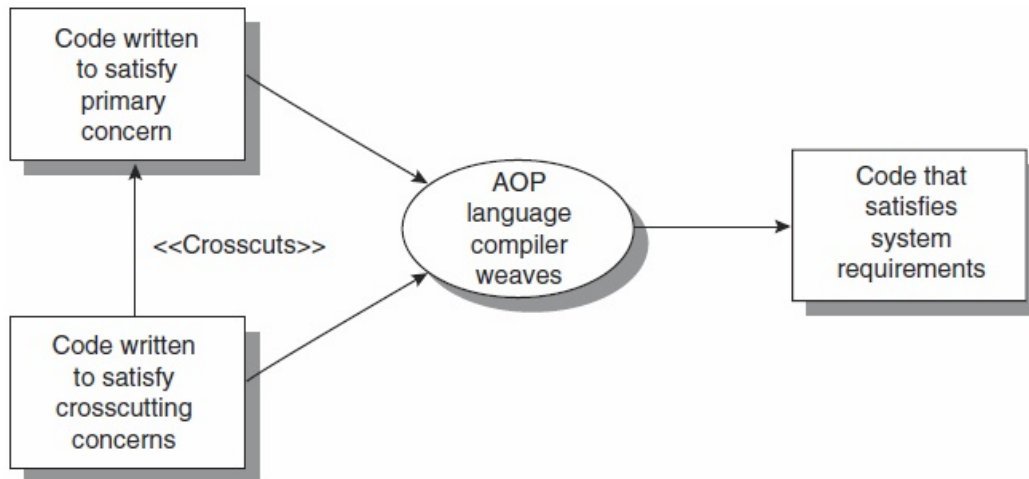 Code written
to satisfy
primary
concern
<<Crosscuts>>
Code written
to satisfy
crosscutting
concerns
AOP
language
compiler
weaves
Code that
satisfies
system
requirements